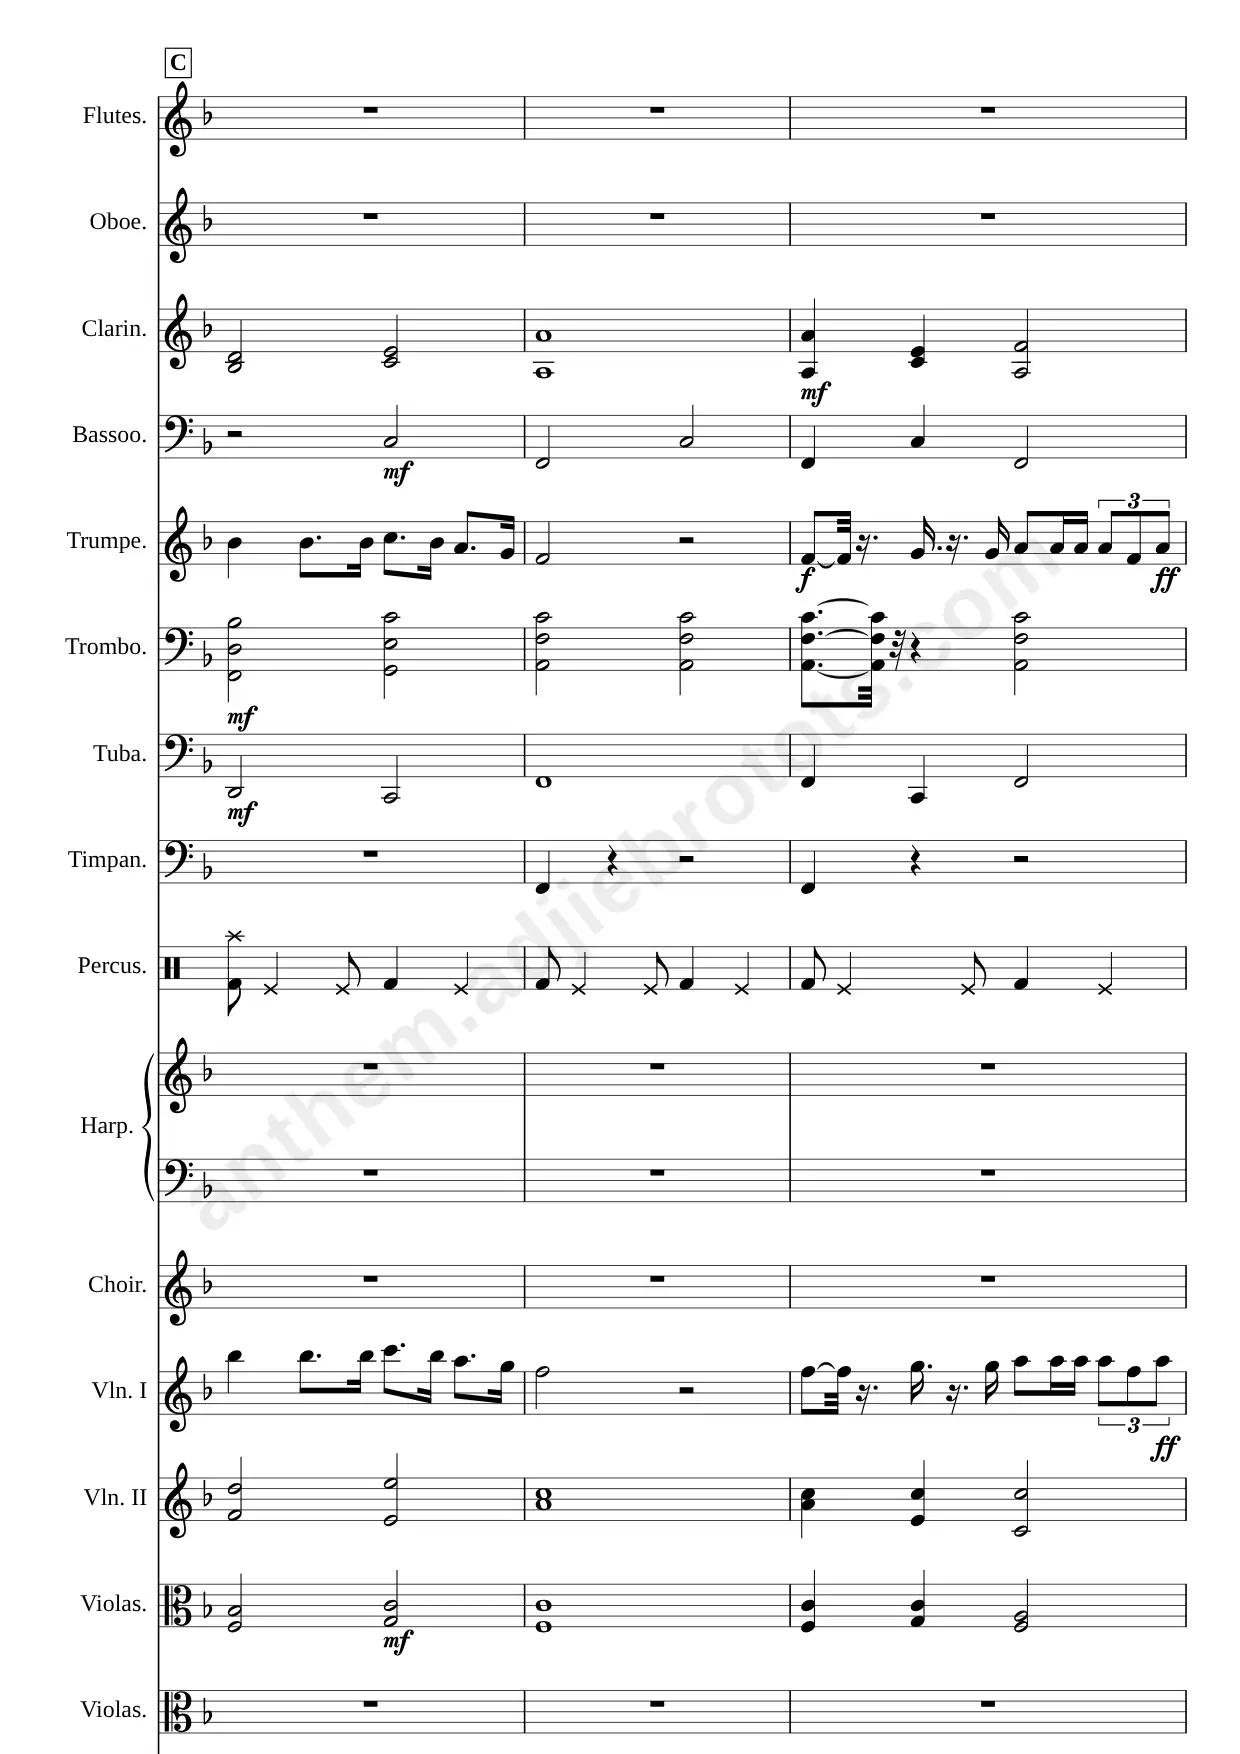 C
Flutes.
Oboe.
Clarin.
mf
Bassoo.
mf
3
Trumpe.
f
ff
Trombo.
mf
Tuba.
mf
Timpan.
Percus.
Harp.
Choir.
Vln. I
3
ff
Vln. II
Violas.
mf
Violas.
anthem.adjiebrotots.com